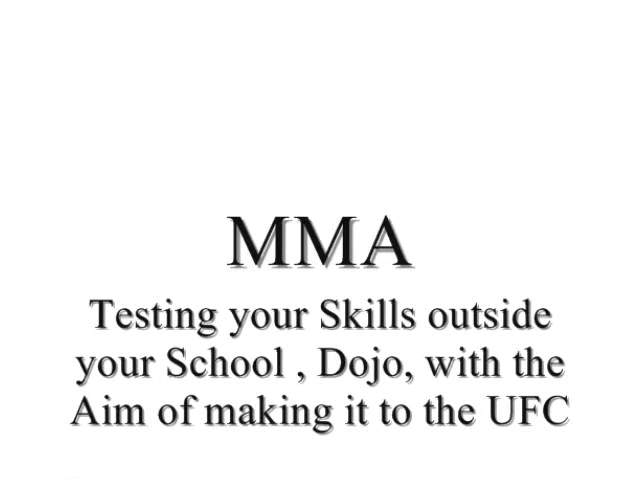 MMA
Testing your Skills outside
your School , Dojo, with the
Aim of making it to the UFC